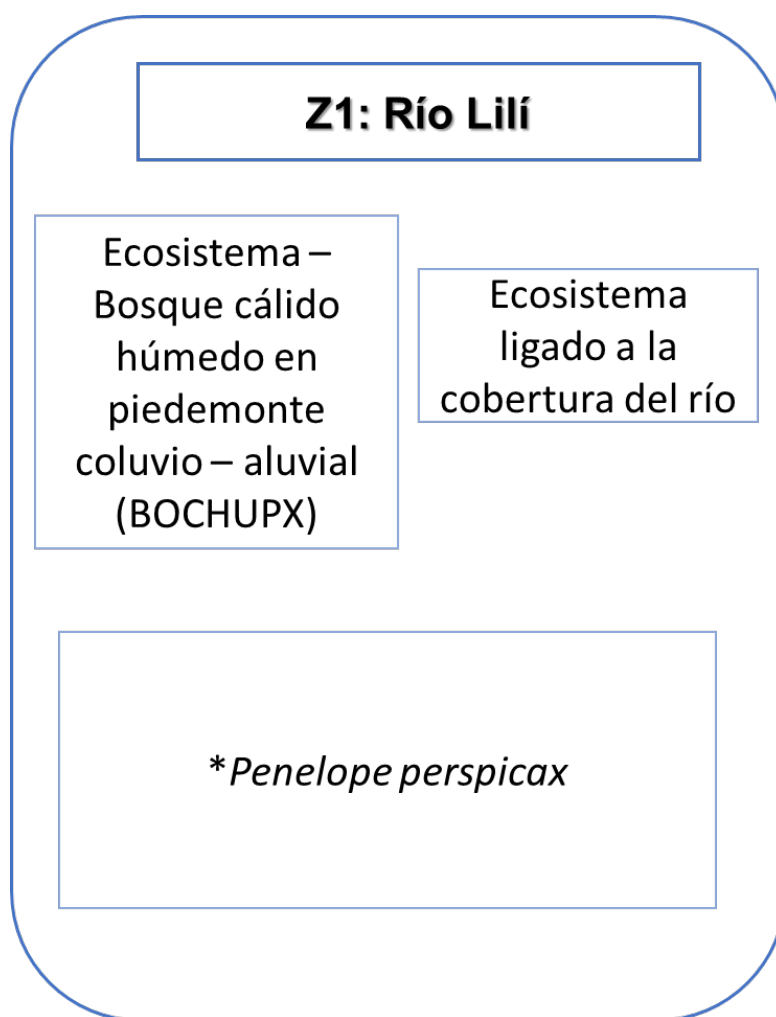 Z1: Río Lilí
Ecosistema –
Bosque cálido
húmedo en
piedemonte
coluvio – aluvial
(BOCHUPX)
Ecosistema
ligado a la
cobertura del río
*Penelope perspicax